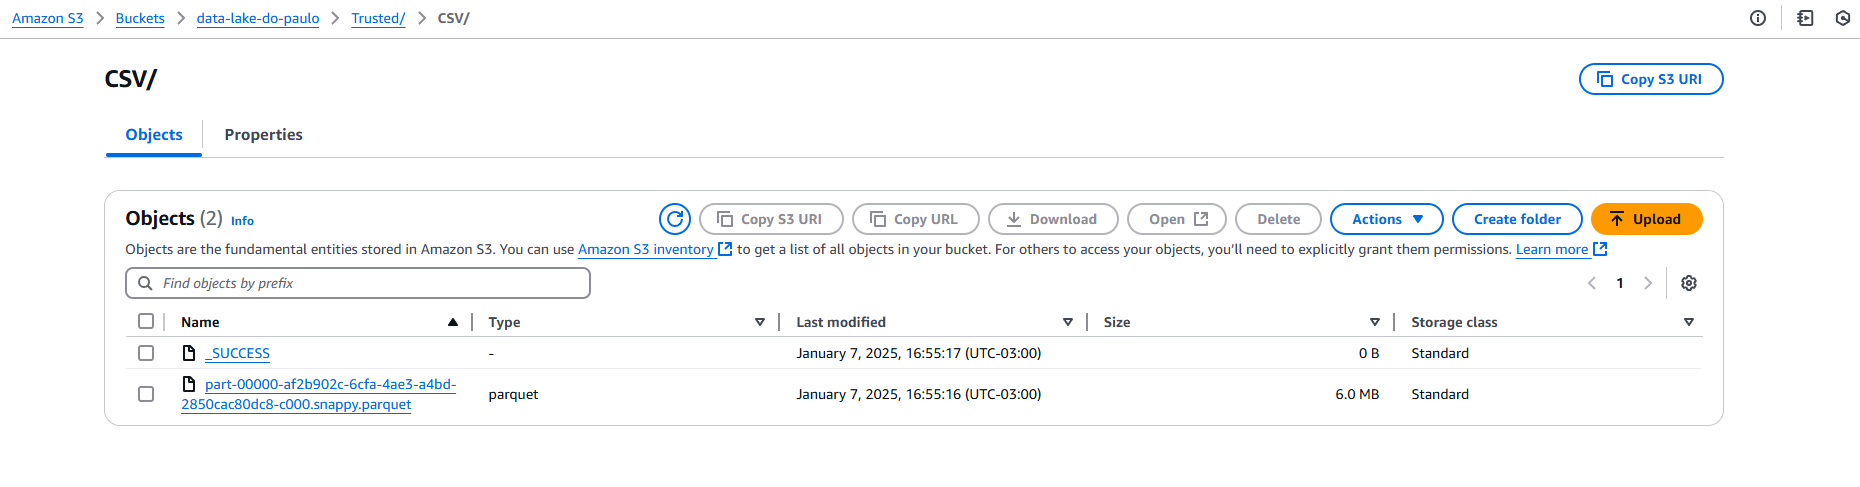 Amazon S3 > Buckets > data-lake-do-paulo > Trusted/ > CSV/
CSV/
Copy S3 URI
Objects Properties
Objects (2) Info
Copy S3 URI Copy URL Download Open Delete Actions Create folder Upload
Objects are the fundamental entities stored in Amazon S3. You can use Amazon S3 inventory to get a list of all objects in your bucket. For others to access your objects, you'll need to explicitly grant them permissions. Learn more
Find objects by prefix
1
Name Type Last modified Size Storage class
_SUCCESS - January 7, 2025, 16:55:17 (UTC-03:00) 0 B Standard
part-00000-af2b902c-6cfa-4ae3-a4bd-
2850cac80dc8-c000.snappy.parquet parquet January 7, 2025, 16:55:16 (UTC-03:00) 6.0 MB Standard